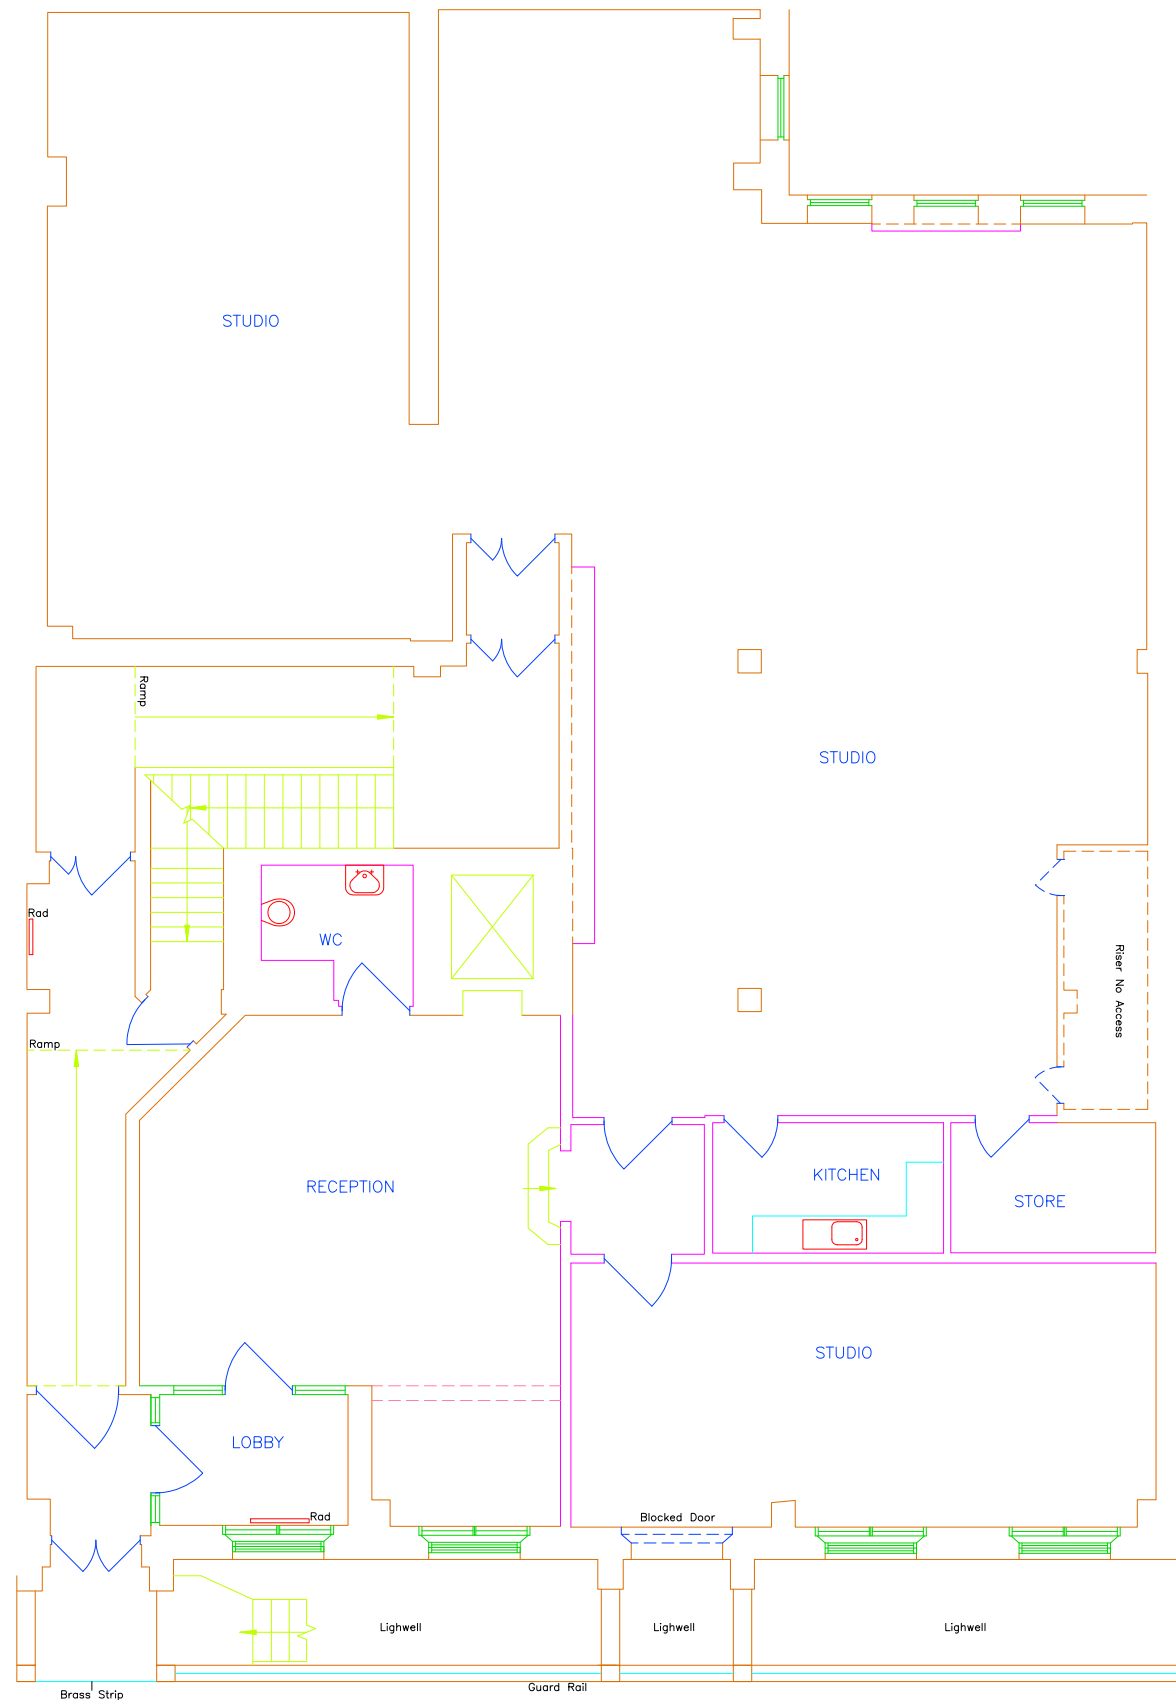 STUDIO
Ramp
STUDIO
Rad
WC
Riser No Access
Ramp
RECEPTION
KITCHEN
STORE
STUDIO
LOBBY
Rad
Blocked Door
Lighwell
Lighwell
Lighwell
Guard Rail
Brass Strip